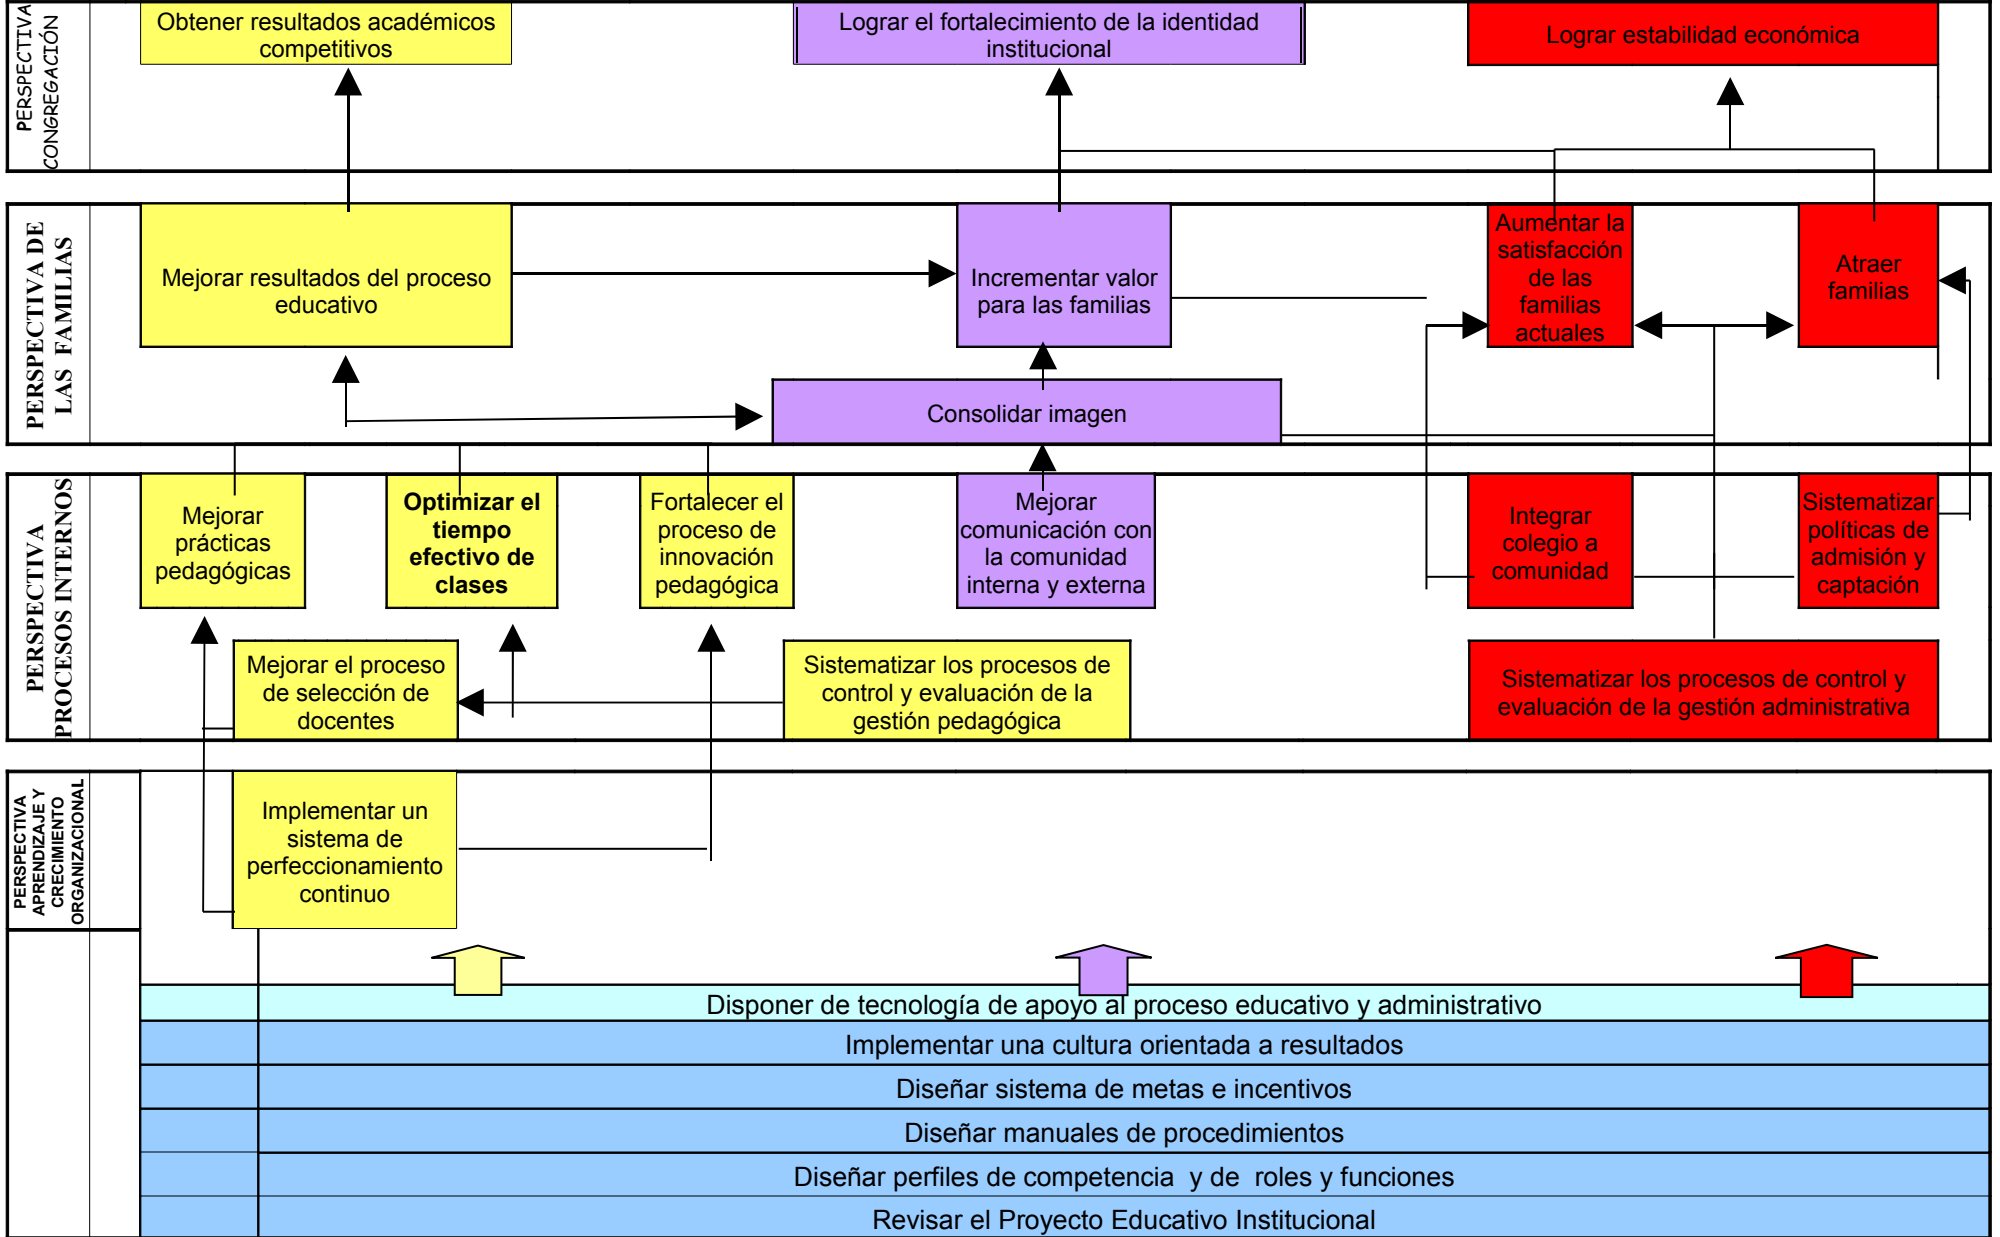 PERSPECTIVA
CONGREGACIÓN
Obtener resultados académicos
competitivos
Lograr el fortalecimiento de la identidad
institucional
Lograr estabilidad económica
PERSPECTIVA DE
LAS FAMILIAS
Mejorar resultados del proceso
educativo
Incrementar valor
para las familias
Aumentar la
satisfacción
de las
familias
actuales
Atraer
familias
Consolidar imagen
PERSPECTIVA
PROCESOS INTERNOS
Mejorar
prácticas
pedagógicas
Optimizar el
tiempo
efectivo de
clases
Fortalecer el
proceso de
innovación
pedagógica
Mejorar
comunicación con
la comunidad
interna y externa
Integrar
colegio a
comunidad
Sistematizar
políticas de
admisión y
captación
Mejorar el proceso
de selección de
docentes
Sistematizar los procesos de
control y evaluación de la
gestión pedagógica
Sistematizar los procesos de control y
evaluación de la gestión administrativa
PERSPECTIVA
APRENDIZAJE Y
CRECIMIENTO
ORGANIZACIONAL
Implementar un
sistema de
perfeccionamiento
continuo
Disponer de tecnología de apoyo al proceso educativo y administrativo
Implementar una cultura orientada a resultados
Diseñar sistema de metas e incentivos
Diseñar manuales de procedimientos
Diseñar perfiles de competencia y de roles y funciones
Revisar el Proyecto Educativo Institucional